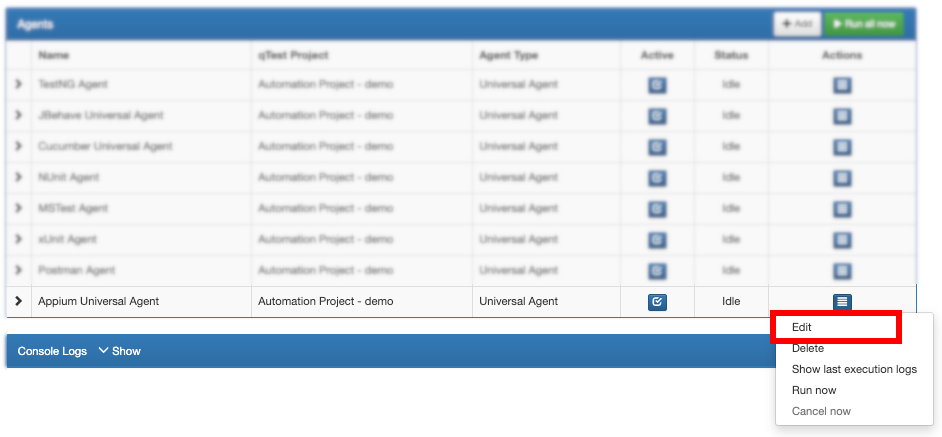 Agents + Add Run all now
Name qTest Project Agent Type Active Status Actions
TestNG Agent Automation Project - demo Universal Agent Idle
JBehave Universal Agent Automation Project - demo Universal Agent Idle
Cucumber Universal Agent Automation Project - demo Universal Agent Idle
NUnit Agent Automation Project - demo Universal Agent Idle
MSTest Agent Automation Project - demo Universal Agent Idle
xUnit Agent Automation Project - demo Universal Agent Idle
Postman Agent Automation Project - demo Universal Agent Idle
Appium Universal Agent Automation Project - demo Universal Agent Idle
Console Logs Show
Edit
Delete
Show last execution logs
Run now
Cancel now